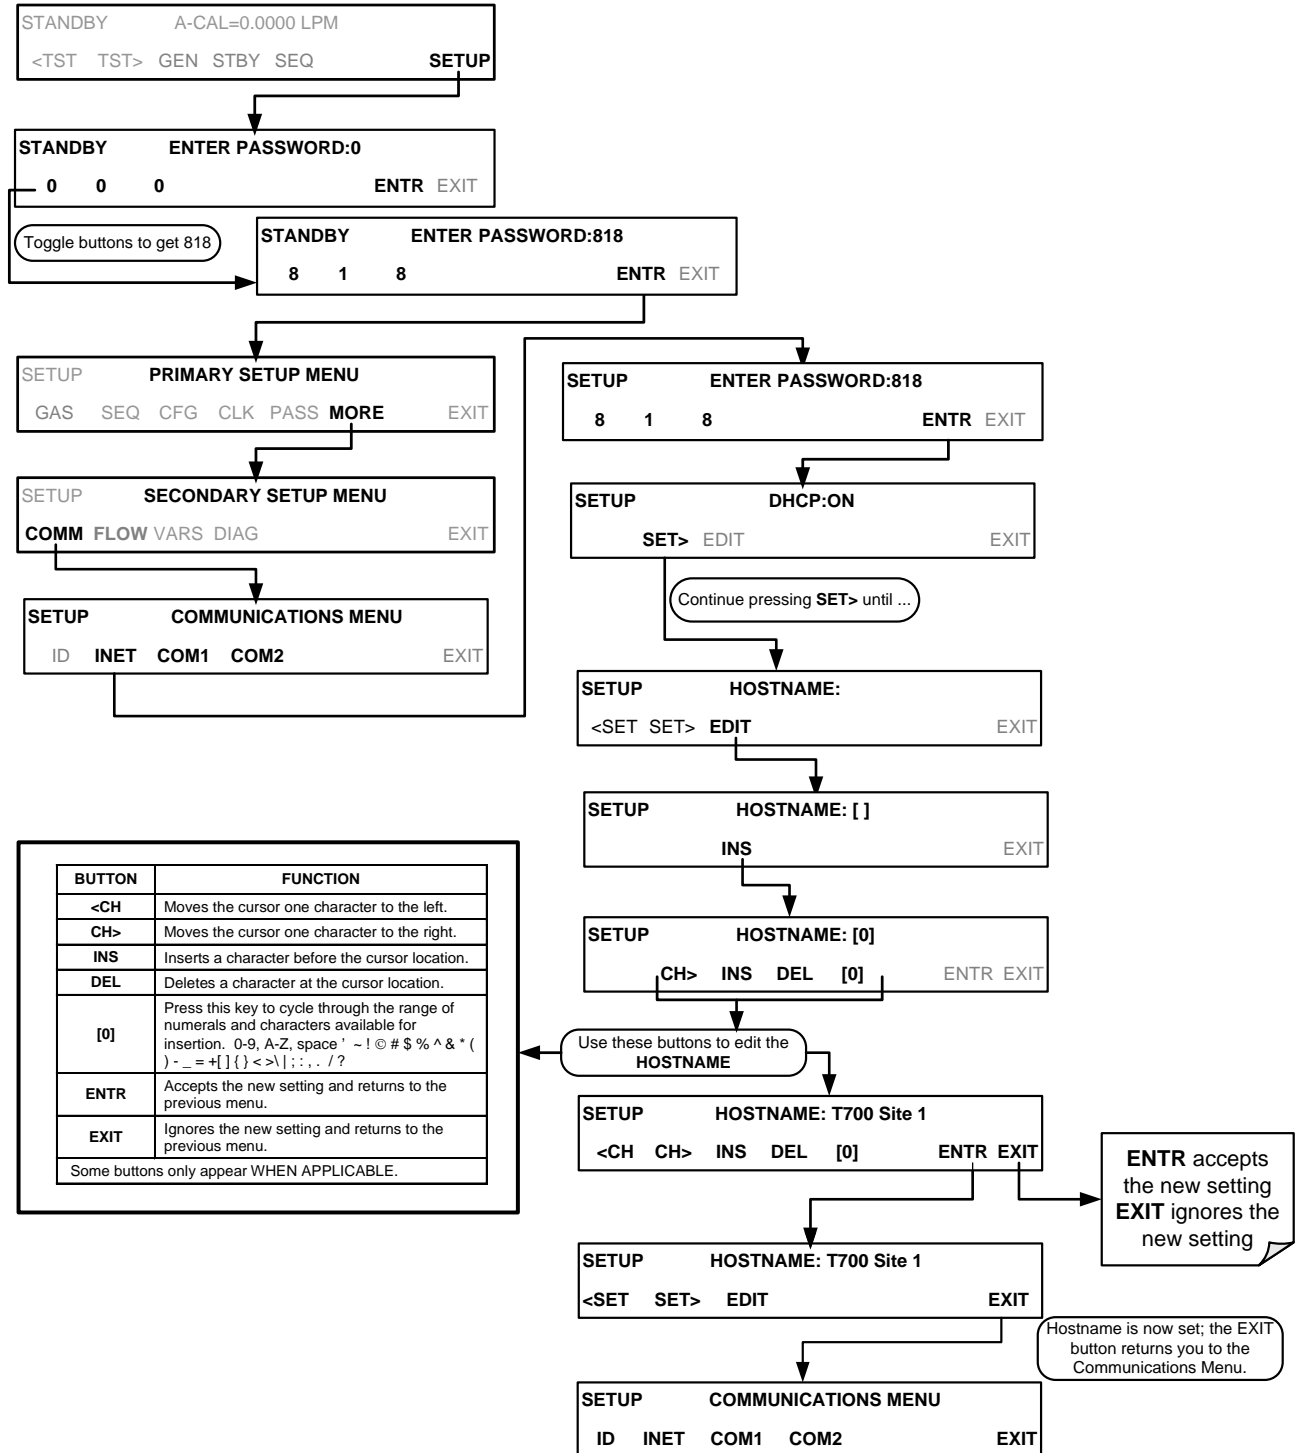 STANDBY A-CAL=0.0000 LPM
<TST TST> GEN STBY SEQ SETUP
STANDBY ENTER PASSWORD:0
0 0 0 ENTR EXIT
Toggle buttons to get 818
STANDBY ENTER PASSWORD:818
8 1 8 ENTR EXIT
SETUP PRIMARY SETUP MENU
GAS SEQ CFG CLK PASS MORE EXIT
SETUP SECONDARY SETUP MENU
COMM FLOW VARS DIAG EXIT
SETUP COMMUNICATIONS MENU
ID INET COM1 COM2 EXIT
SETUP ENTER PASSWORD:818
8 1 8 ENTR EXIT
SETUP DHCP:ON
SET> EDIT EXIT
Continue pressing SET> until ...
SETUP HOSTNAME:
<SET SET> EDIT EXIT
SETUP HOSTNAME: [ ]
INS EXIT
SETUP HOSTNAME: [0]
CH> INS DEL [0] ENTR EXIT
Use these buttons to edit the
HOSTNAME
BUTTON FUNCTION
<CH Moves the cursor one character to the left.
CH> Moves the cursor one character to the right.
INS Inserts a character before the cursor location.
DEL Deletes a character at the cursor location.
[0] Press this key to cycle through the range of
numerals and characters available for
insertion. 0-9, A-Z, space ' ~ ! © # $ % ^ & * (
) - _ = +[ ] { } < >\ | ; : , . / ?
ENTR Accepts the new setting and returns to the
previous menu.
EXIT Ignores the new setting and returns to the
previous menu.
Some buttons only appear WHEN APPLICABLE.
SETUP HOSTNAME: T700 Site 1
<CH CH> INS DEL [0] ENTR EXIT
ENTR accepts
the new setting
EXIT ignores the
new setting
SETUP HOSTNAME: T700 Site 1
<SET SET> EDIT EXIT
Hostname is now set; the EXIT
button returns you to the
Communications Menu.
SETUP COMMUNICATIONS MENU
ID INET COM1 COM2 EXIT